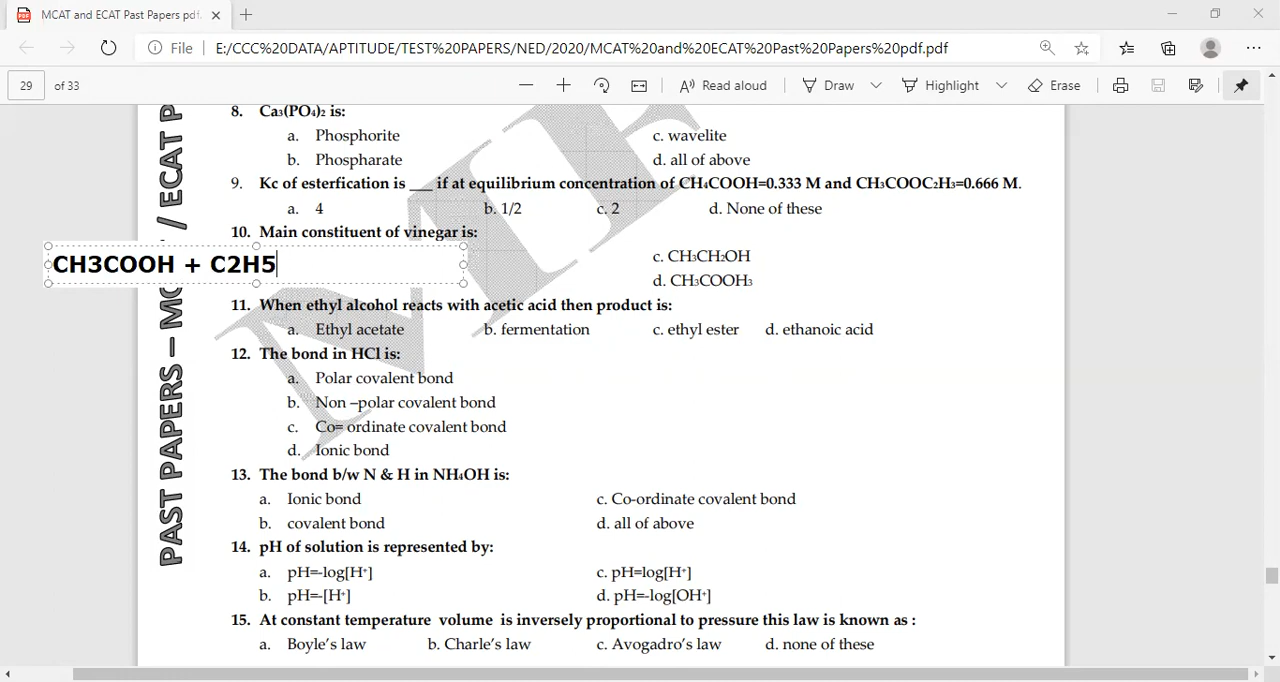 MCAT and ECAT Past Papers pdf.
File E:/CCC%20DATA/APTITUDE/TEST%20PAPERS/NED/2020/MCAT%20and%20ECAT%20Past%20Papers%20pdf.pdf
29 of 33 Read aloud Draw Highlight Erase
8. Ca3(PO4)2 is:
a. Phosphorite c. wavelite
b. Phospharate d. all of above
9. Kc of esterfication is ___ if at equilibrium concentration of CH4COOH=0.333 M and CH3COOC2H3=0.666 M.
a. 4 b. 1/2 c. 2 d. None of these
10. Main constituent of vinegar is:
CH3COOH + C2H5
c. CH3CH2OH
d. CH3COOH3
11. When ethyl alcohol reacts with acetic acid then product is:
a. Ethyl acetate b. fermentation c. ethyl ester d. ethanoic acid
12. The bond in HCl is:
a. Polar covalent bond
b. Non –polar covalent bond
c. Co= ordinate covalent bond
d. Ionic bond
13. The bond b/w N & H in NH4OH is:
a. Ionic bond c. Co-ordinate covalent bond
b. covalent bond d. all of above
14. pH of solution is represented by:
a. pH=-log[H+] c. pH=log[H+]
b. pH=-[H+] d. pH=-log[OH+]
15. At constant temperature volume is inversely proportional to pressure this law is known as :
a. Boyle's law b. Charle's law c. Avogadro's law d. none of these
PAST PAPERS – MC
/ ECAT P